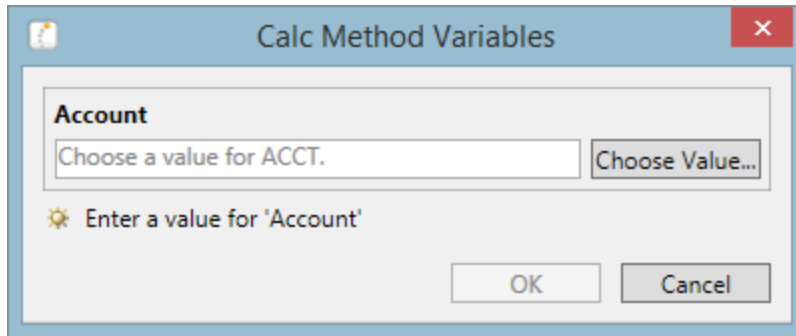 Calc Method Variables
Account
Choose a value for ACCT.
Choose Value...
Enter a value for 'Account'
OK
Cancel